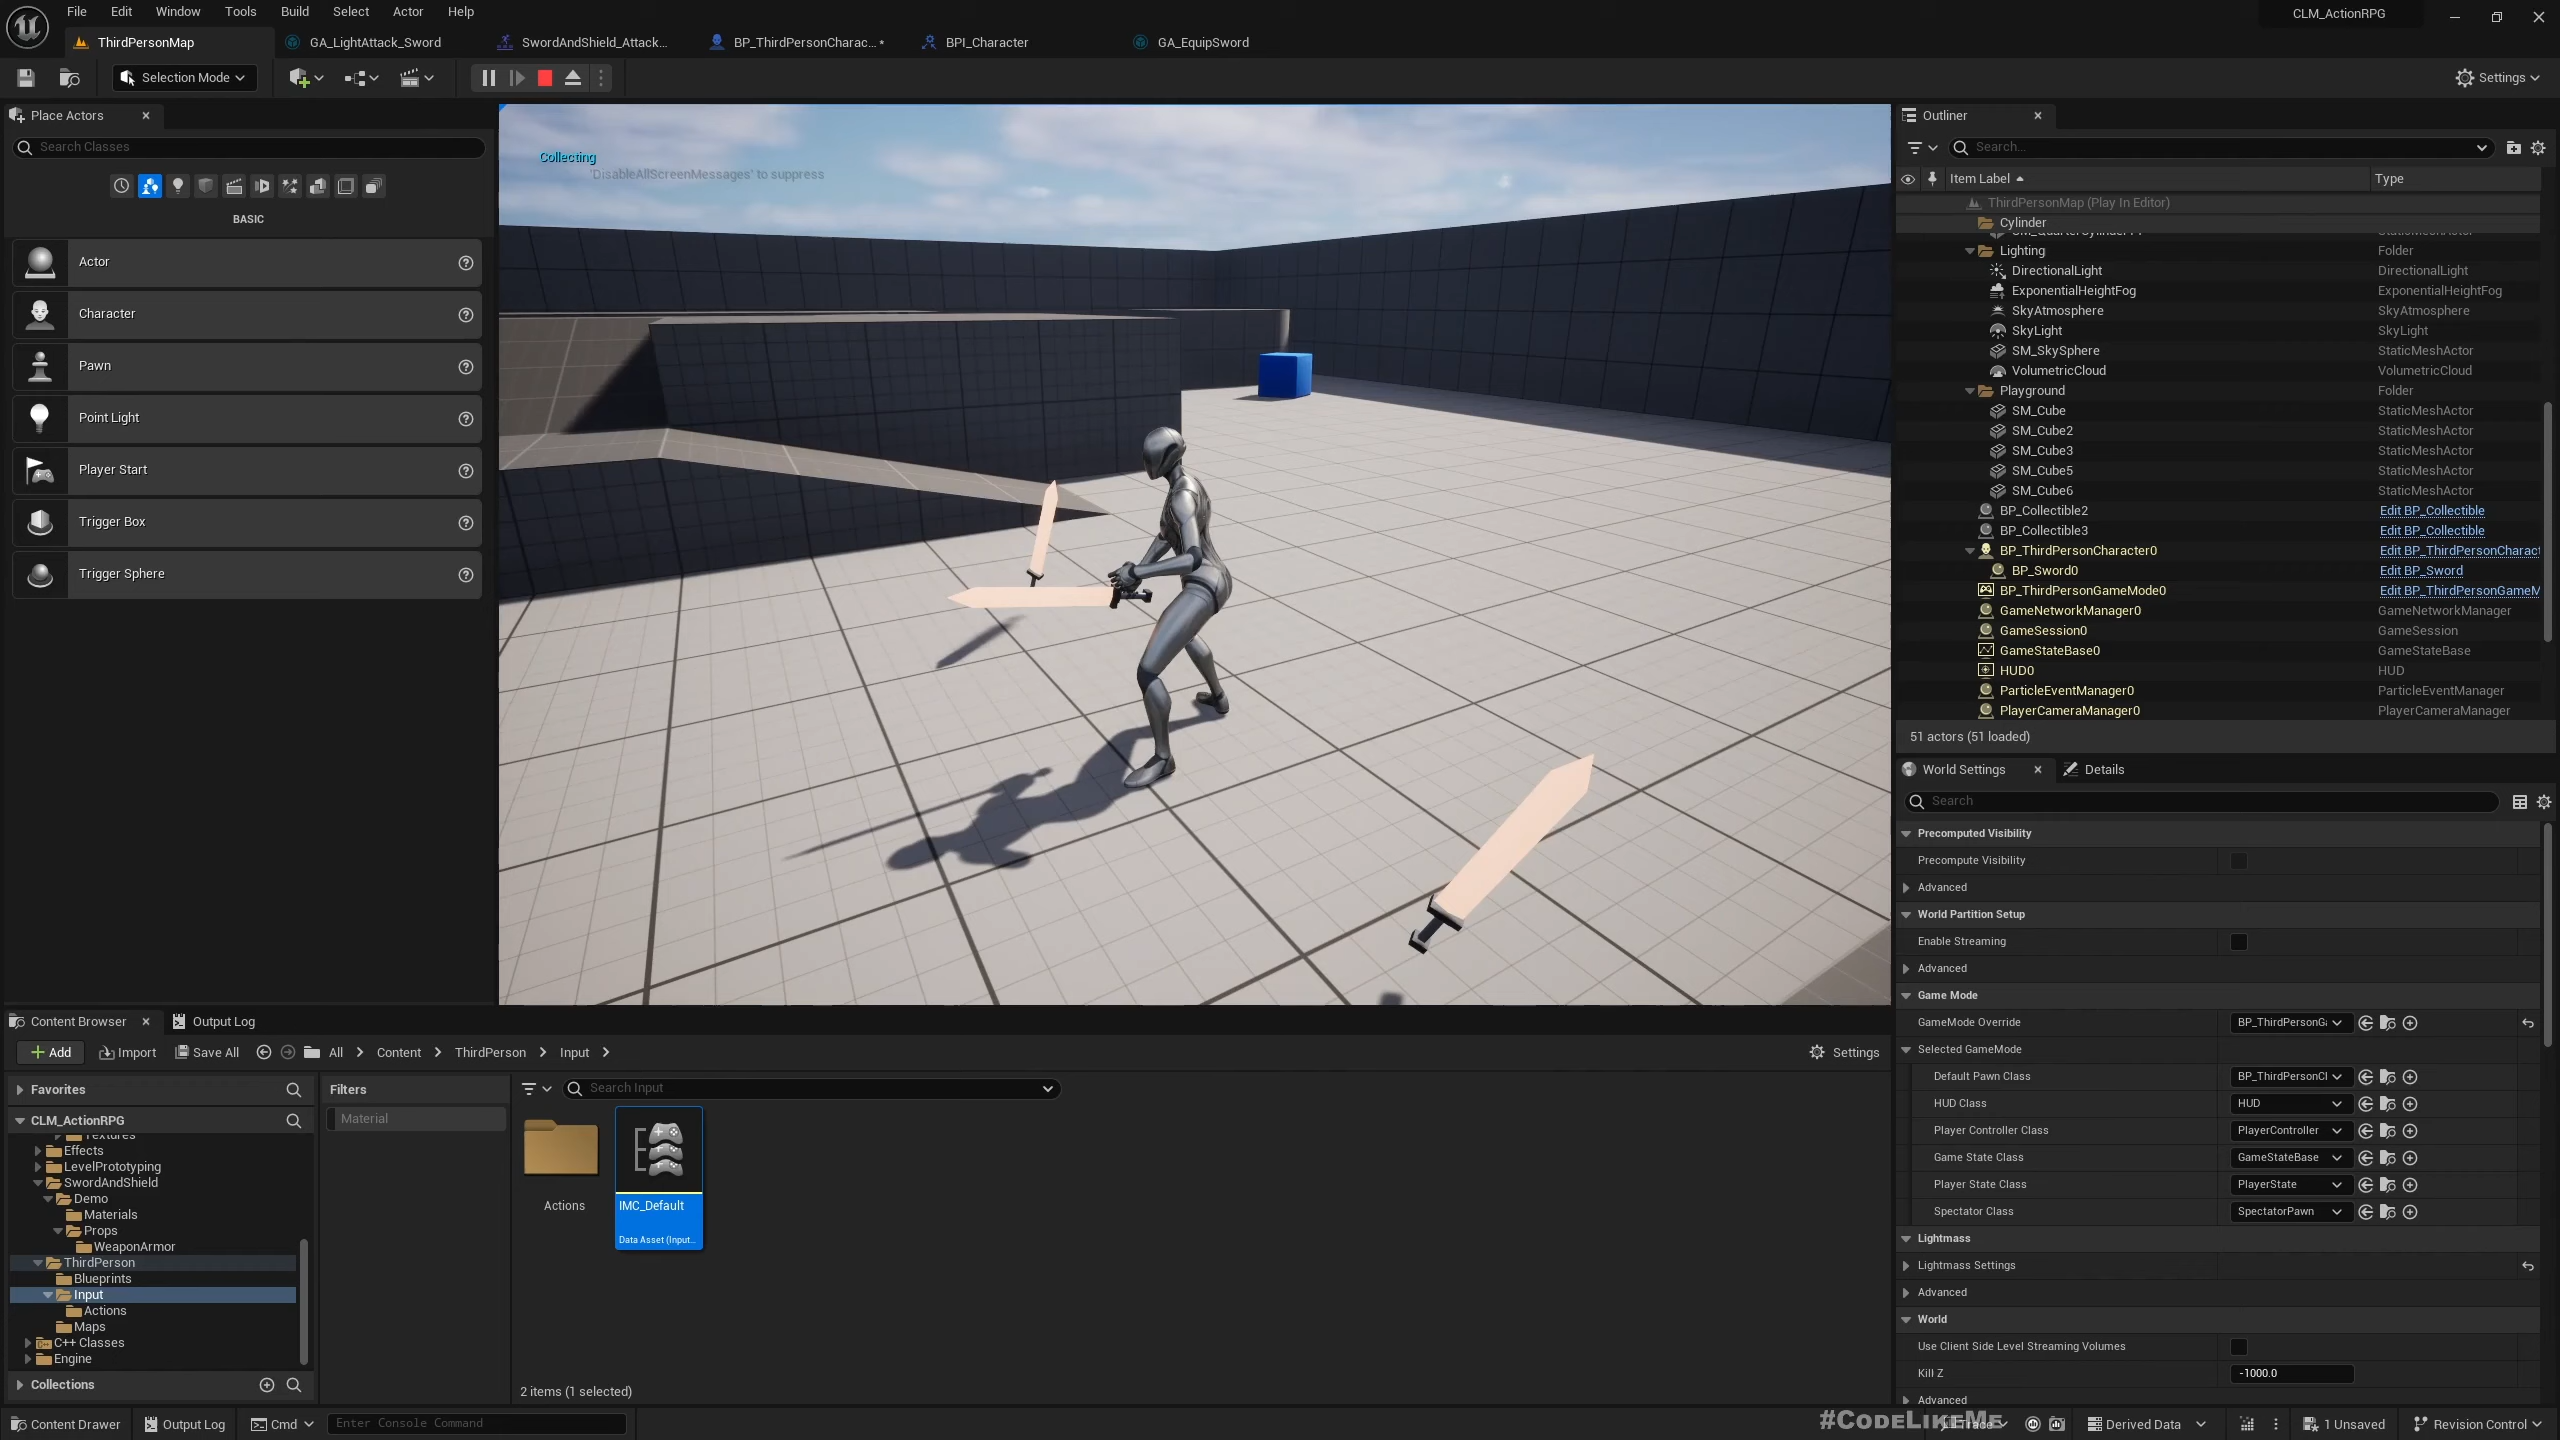 File Edit Window Tools Build Select Actor Help
CLM_ActionRPG
ThirdPersonMap
GA_LightAttack_Sword
SwordAndShield_Attack...
BP_ThirdPersonCharac... •
BPI_Character
GA_EquipSword
Selection Mode
Settings
Place Actors
Search Classes
BASIC
Actor
Character
Pawn
Point Light
Player Start
Trigger Box
Trigger Sphere
Collecting
'DisableAllScreenMessages' to suppress
Outliner
Search...
Item Label Type
ThirdPersonMap (Play In Editor)
Cylinder
Lighting Folder
DirectionalLight DirectionalLight
ExponentialHeightFog ExponentialHeightFog
SkyAtmosphere SkyAtmosphere
SkyLight SkyLight
SM_SkySphere StaticMeshActor
VolumetricCloud VolumetricCloud
Playground Folder
SM_Cube StaticMeshActor
SM_Cube2 StaticMeshActor
SM_Cube3 StaticMeshActor
SM_Cube5 StaticMeshActor
SM_Cube6 StaticMeshActor
BP_Collectible2 Edit BP_Collectible
BP_Collectible3 Edit BP_Collectible
BP_ThirdPersonCharacter0 Edit BP_ThirdPersonCharact
BP_Sword0 Edit BP_Sword
BP_ThirdPersonGameMode0 Edit BP_ThirdPersonGameM
GameNetworkManager0 GameNetworkManager
GameSession0 GameSession
GameStateBase0 GameStateBase
HUD0 HUD
ParticleEventManager0 ParticleEventManager
PlayerCameraManager0 PlayerCameraManager
51 actors (51 loaded)
World Settings
Details
Search
Precomputed Visibility
Precompute Visibility
Advanced
World Partition Setup
Enable Streaming
Advanced
Game Mode
GameMode Override BP_ThirdPersonGa
Selected GameMode
Default Pawn Class BP_ThirdPersonCl
HUD Class HUD
Player Controller Class PlayerController
Game State Class GameStateBase
Player State Class PlayerState
Spectator Class SpectatorPawn
Lightmass
Lightmass Settings
Advanced
World
Use Client Side Level Streaming Volumes
Kill Z -1000.0
Advanced
Content Browser
Output Log
Add Import Save All All Content ThirdPerson Input
Settings
Favorites
CLM_ActionRPG
Textures
Effects
LevelPrototyping
SwordAndShield
Demo
Materials
Props
WeaponArmor
ThirdPerson
Blueprints
Input
Actions
Maps
C++ Classes
Engine
Collections
Filters
Material
Search Input
Actions
IMC_Default
Data Asset (Input...
2 items (1 selected)
Content Drawer Output Log Cmd Enter Console Command
#CodeLikeMe
Trace
Derived Data
1 Unsaved
Revision Control